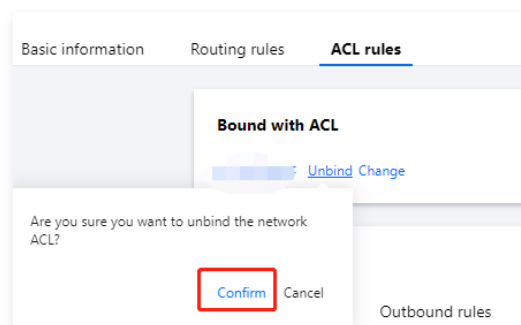 Basic information Routing rules ACL rules
Bound with ACL
Unbind Change
Are you sure you want to unbind the network
ACL?
Confirm Cancel
Outbound rules